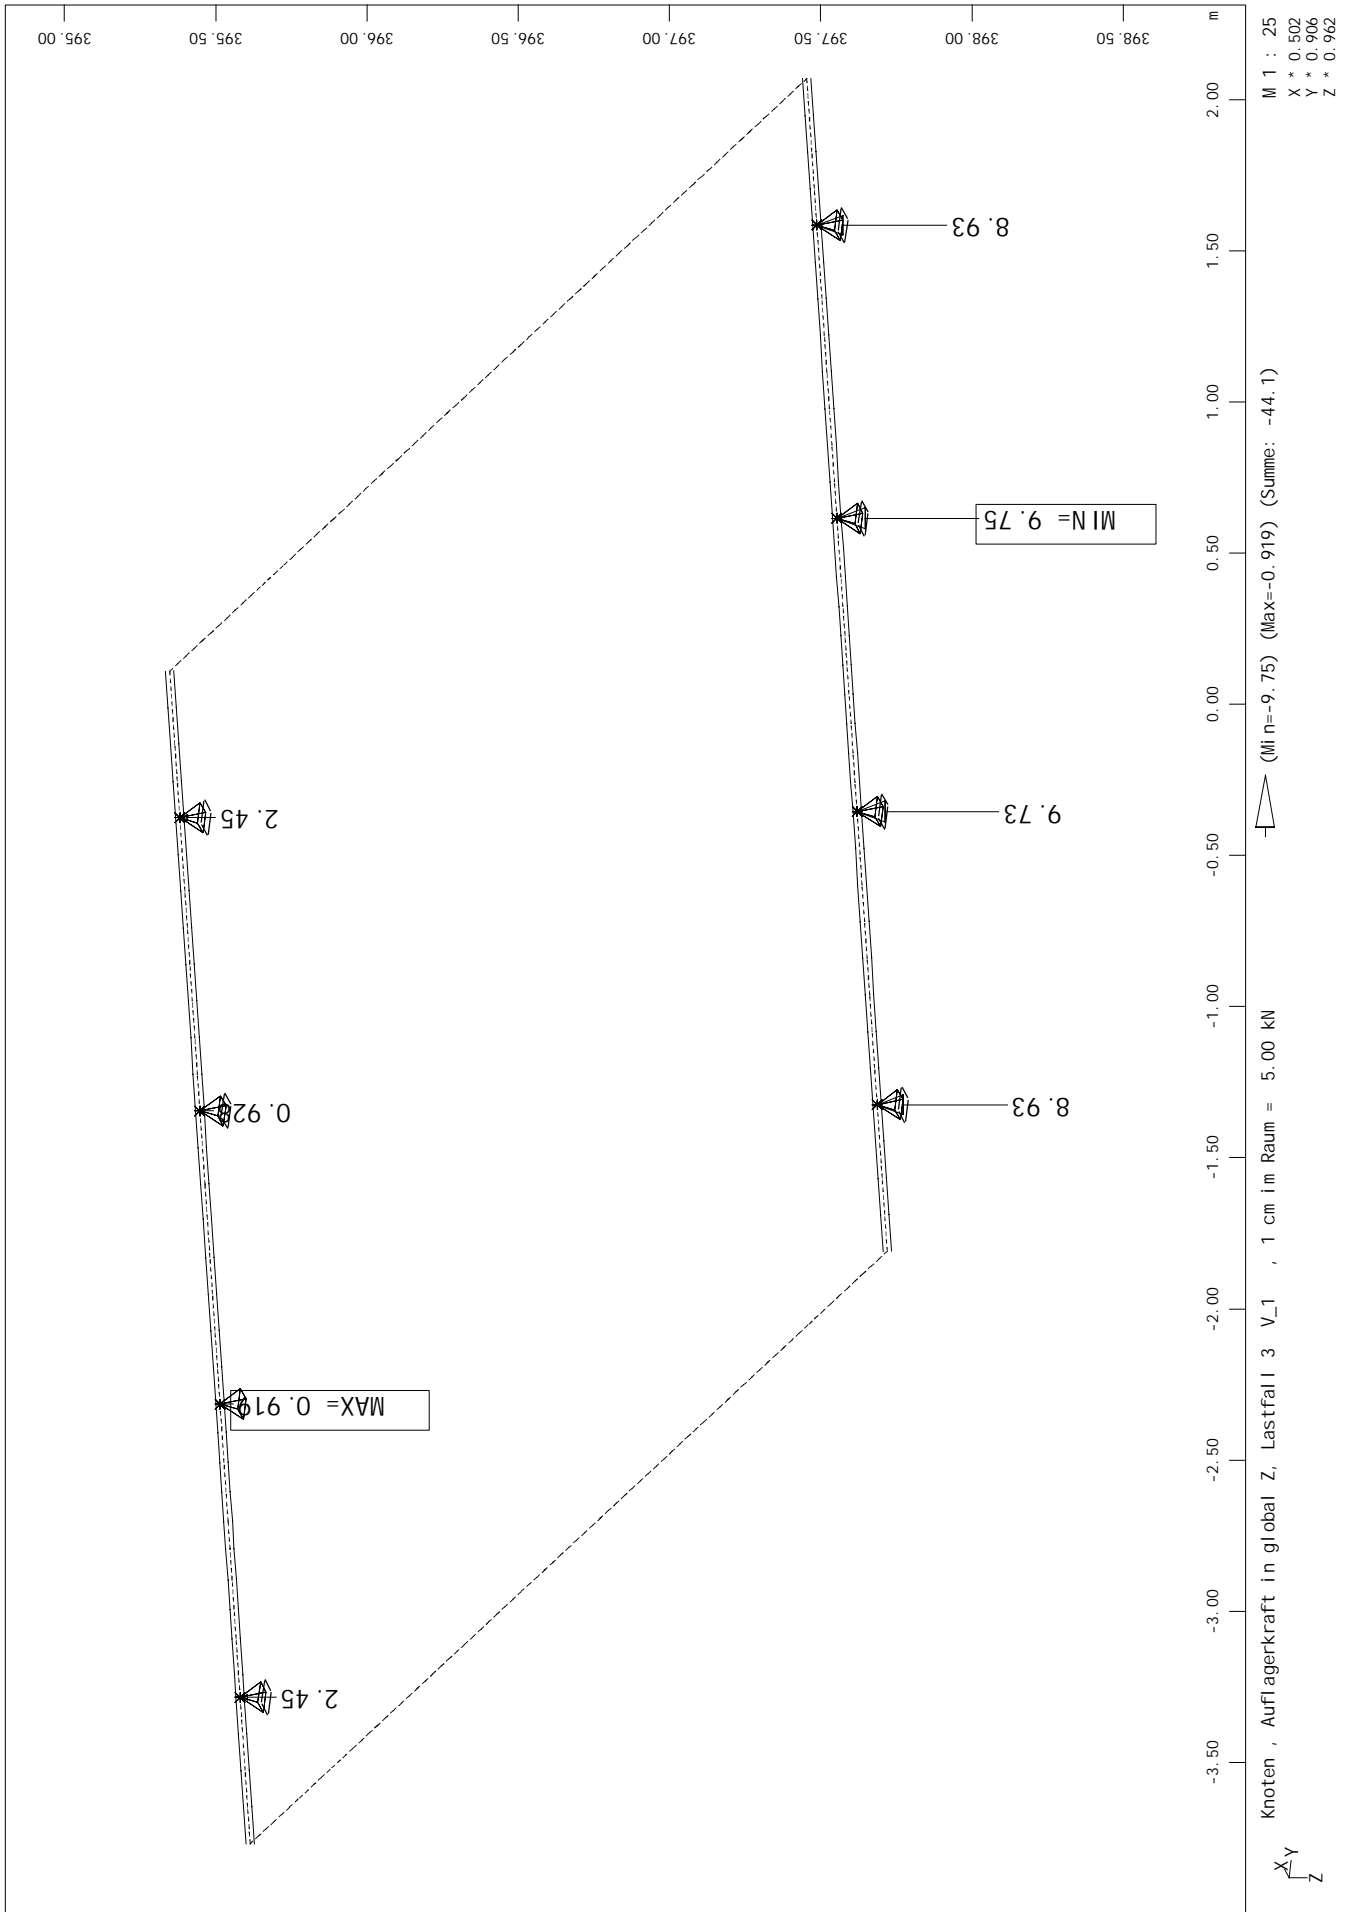 395.00
395.50
396.00
396.50
397.00
397.50
398.00
398.50
m
2.00
1.50
1.00
0.50
0.00
-0.50
-1.00
-1.50
-2.00
-2.50
-3.00
-3.50
8.93
MIN= 9.75
9.73
8.93
2.45
0.928
MAX= 0.919
2.45
Knoten , Auflagerkraft in global Z, Lastfall 3 V_1 , 1 cm im Raum = 5.00 kN (Min=-9.75) (Max=-0.919) (Summe: -44.1)
M 1 : 25
X * 0.502
Y * 0.906
Z * 0.962
X
Y
Z